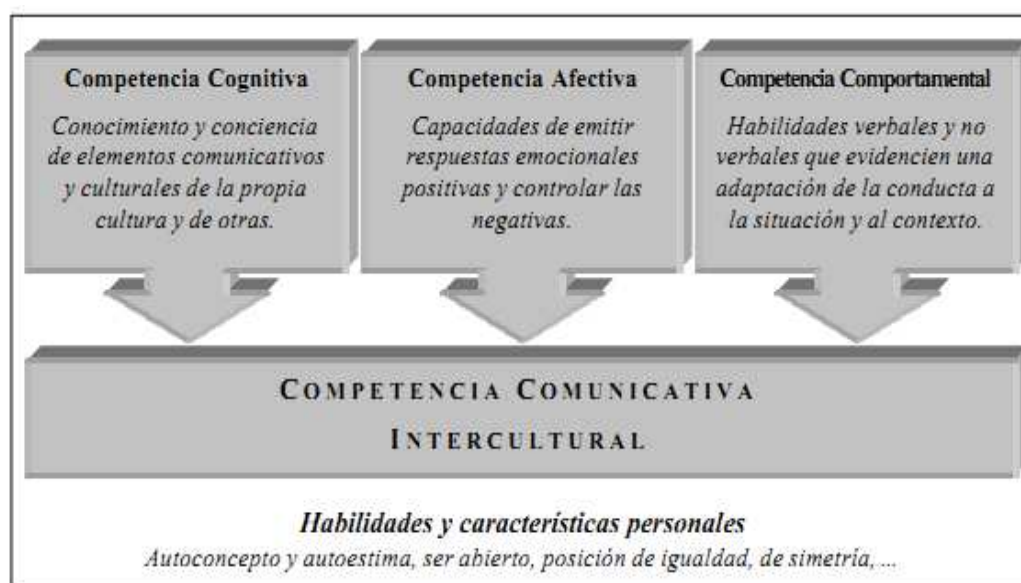 Competencia Cognitiva
Conocimiento y conciencia
de elementos comunicativos
y culturales de la propia
cultura y de otras.
Competencia Afectiva
Capacidades de emitir
respuestas emocionales
positivas y controlar las
negativas.
Competencia Comportamental
Habilidades verbales y no
verbales que evidencien una
adaptación de la conducta a
la situación y al contexto.
COMPETENCIA COMUNICATIVA
INTERCULTURAL
Habilidades y características personales
Autoconcepto y autoestima, ser abierto, posición de igualdad, de simetría, ...